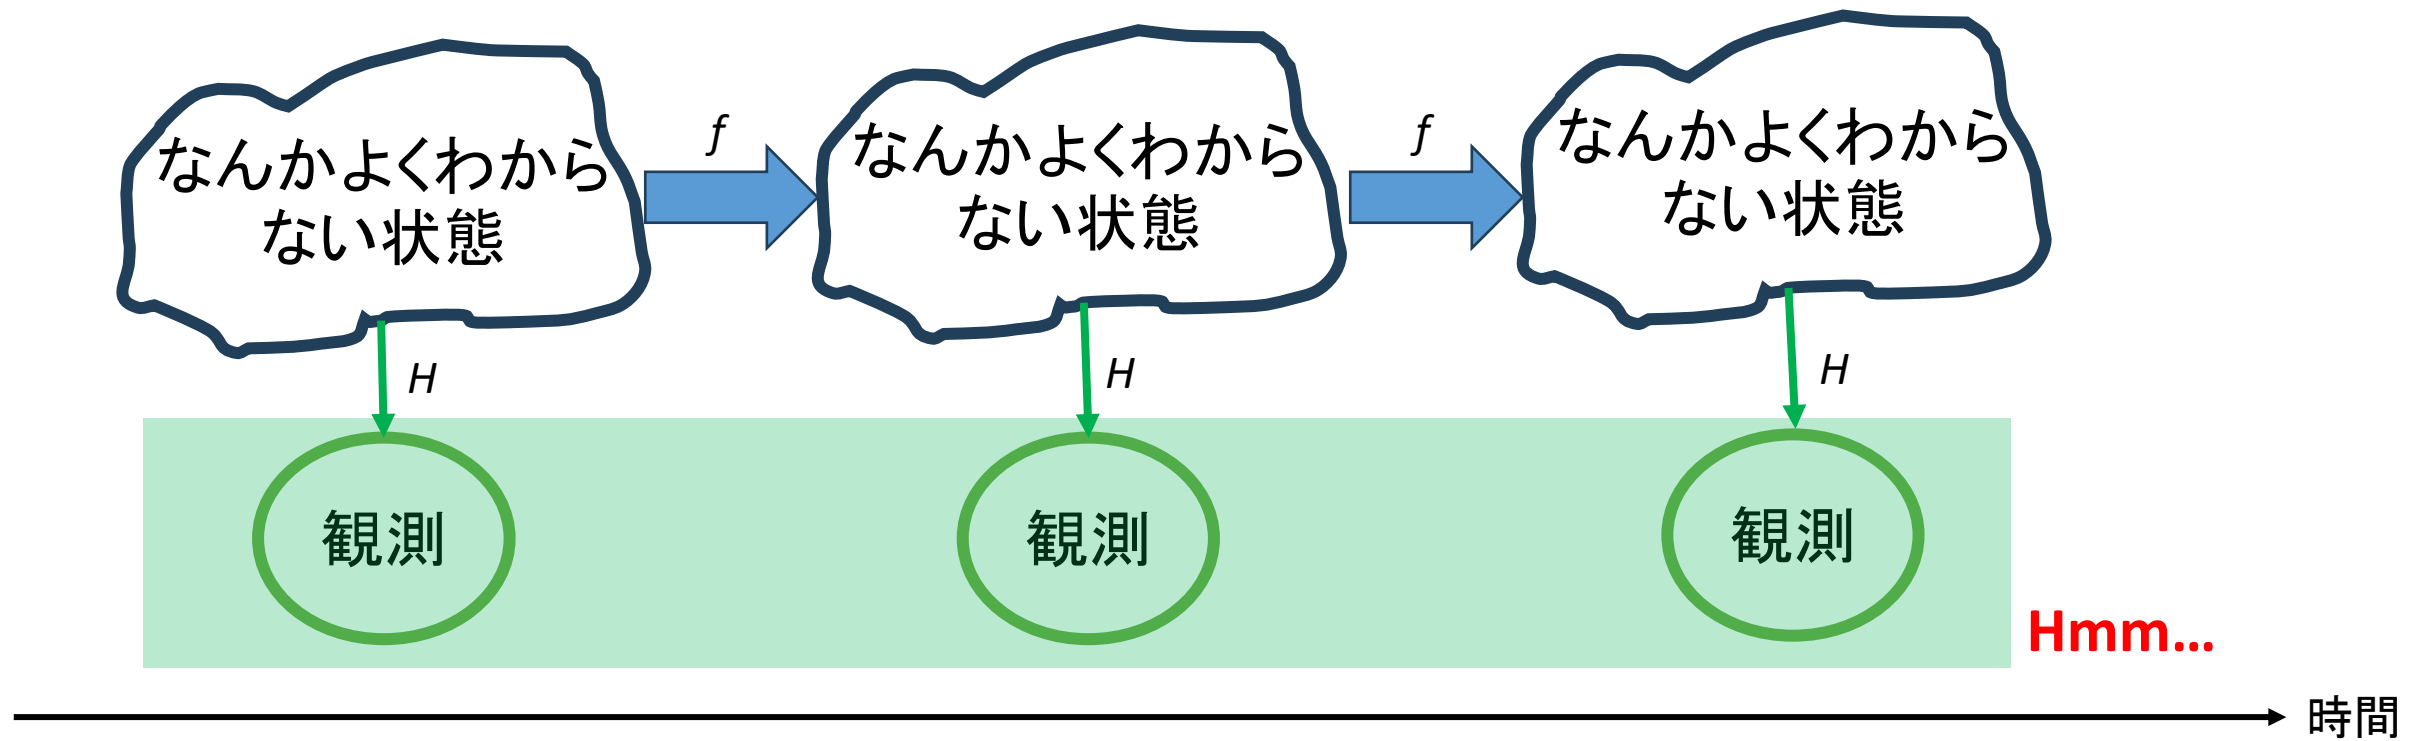 なんかよくわから
ない状態
f
なんかよくわから
ない状態
f
なんかよくわから
ない状態
H
H
H
観測
観測
観測
Hmm…
時間